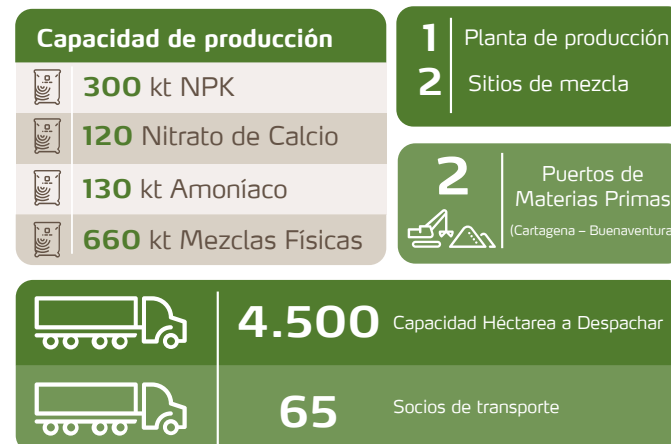 Capacidad de producción
300 kt NPK
120 Nitrato de Calcio
130 kt Amoníaco
660 kt Mezclas Físicas
1 Planta de producción
2 Sitios de mezcla
2 Puertos de
Materias Primas
(Cartagena – Buenaventura
4.500 Capacidad Héctarea a Despachar
65 Socios de transporte